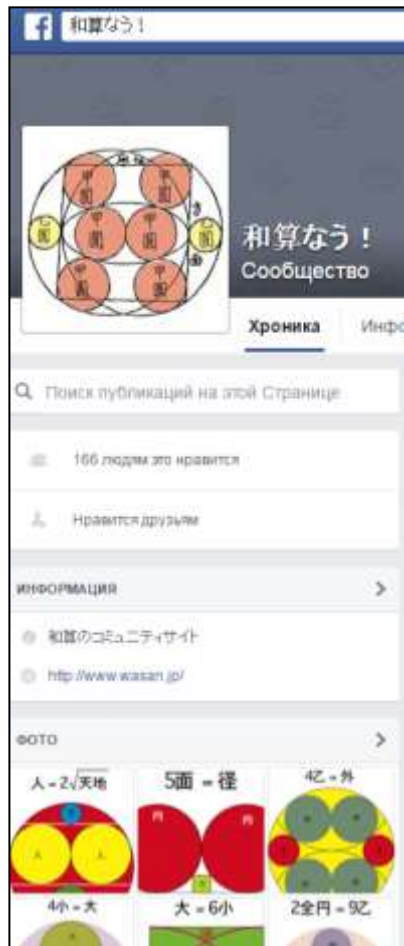 和算なう！
和算なう！
Сообщество
Хроника Инфо
Поиск публикаций на этой Странице
166 людям это нравится
Нравится друзьям
ИНФОРМАЦИЯ
和算のコミュニティサイト
http://www.wasan.jp/
ФОТО
人=2√天地 5面=径 4乙=外
4小=大 大=6小 2全円=9乙